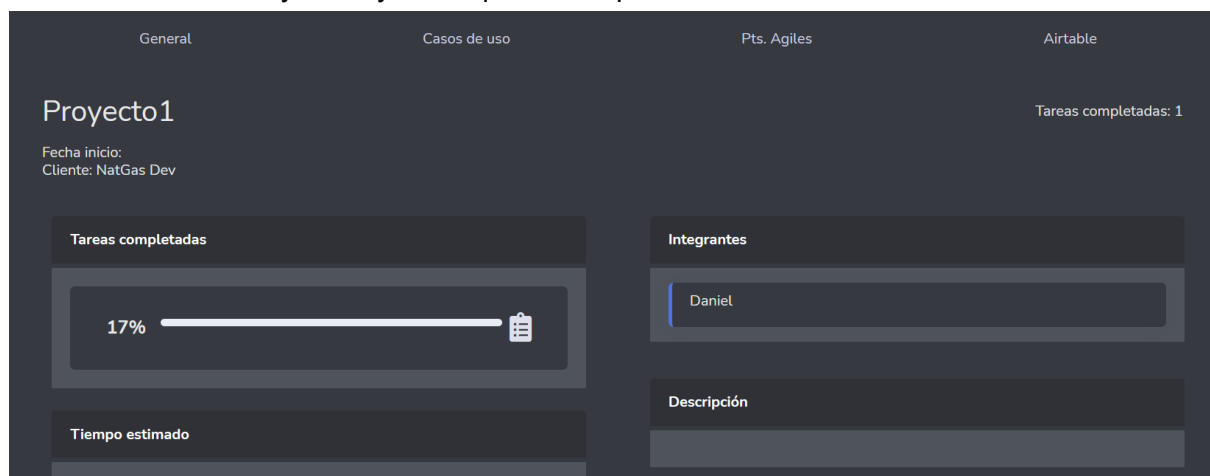 General Casos de uso Pts. Agiles Airtable
Proyecto1
Tareas completadas: 1
Fecha inicio:
Cliente: NatGas Dev
Tareas completadas
17%
Tiempo estimado
Integrantes
Daniel
Descripción